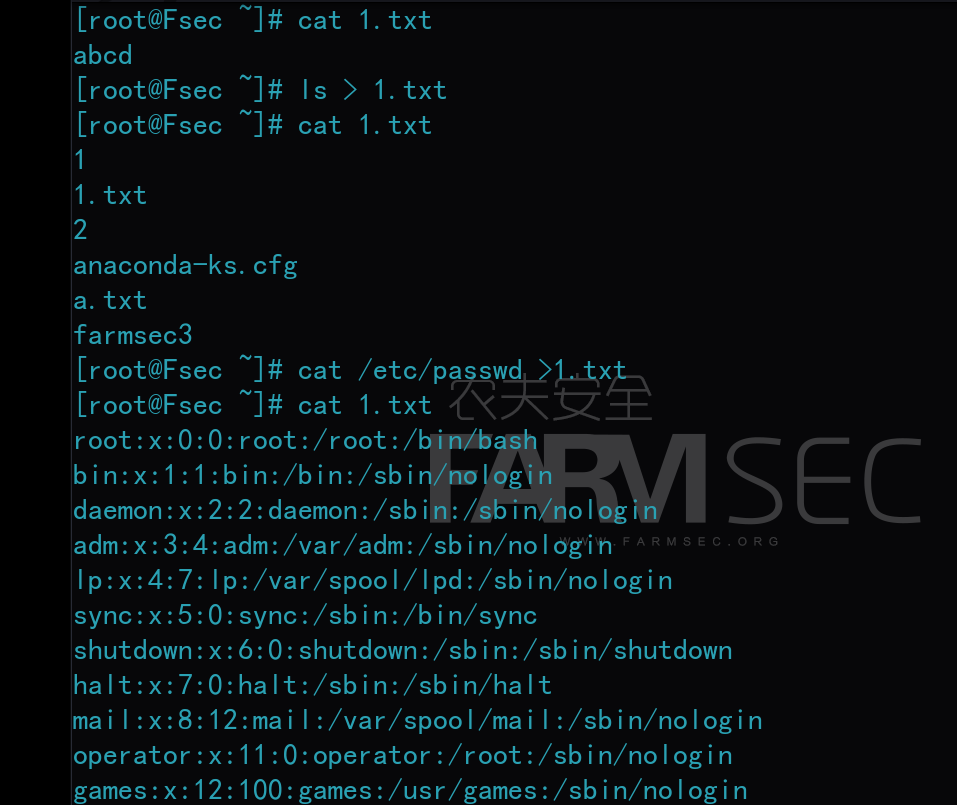 [root@Fsec ~]# cat 1.txt
abcd
[root@Fsec ~]# ls > 1.txt
[root@Fsec ~]# cat 1.txt
1
1.txt
2
anaconda-ks.cfg
a.txt
farmsec3
[root@Fsec ~]# cat /etc/passwd >1.txt
[root@Fsec ~]# cat 1.txt
农夫安全
root:x:0:0:root:/root:/bin/bash
bin:x:1:1:bin:/bin:/sbin/nologin
FARMSEC
daemon:x:2:2:daemon:/sbin:/sbin/nologin
adm:x:3:4:adm:/var/adm:/sbin/nologin
WWW.FARMSEC.ORG
lp:x:4:7:lp:/var/spool/lpd:/sbin/nologin
sync:x:5:0:sync:/sbin:/bin/sync
shutdown:x:6:0:shutdown:/sbin:/sbin/shutdown
halt:x:7:0:halt:/sbin:/sbin/halt
mail:x:8:12:mail:/var/spool/mail:/sbin/nologin
operator:x:11:0:operator:/root:/sbin/nologin
games:x:12:100:games:/usr/games:/sbin/nologin